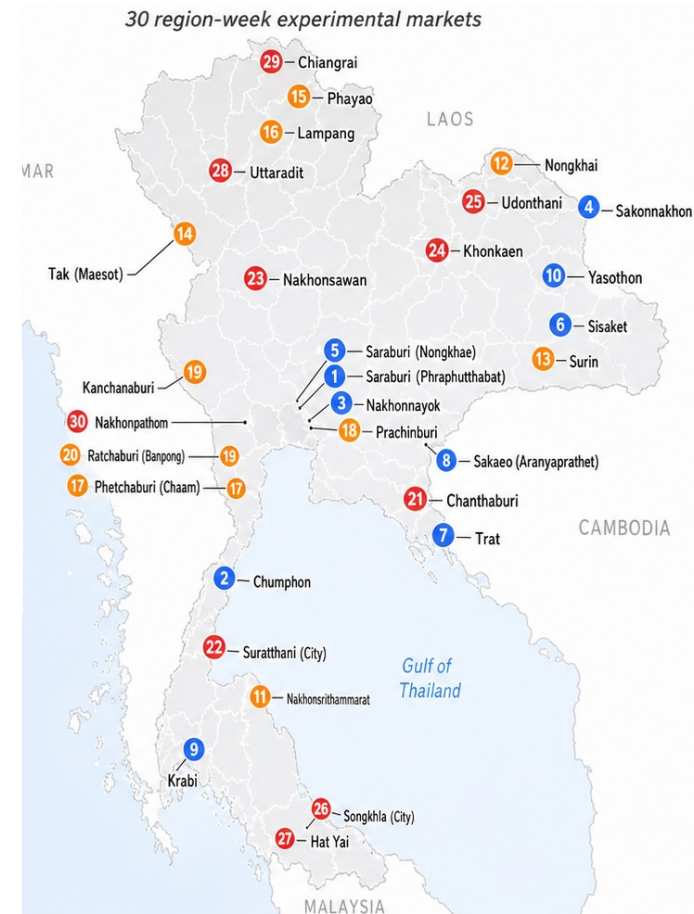 30 region-week experimental markets
29 Chiangrai
15 Phayao
16 Lampang
LAOS
MAR
28 Uttaradit
12 Nongkhai
25 Udonthani
4 Sakonnakhon
14
Tak (Maesot)
24 Khonkaen
23 Nakhonsawan
10 Yasothon
6 Sisaket
13 Surin
5 Saraburi (Nongkhae)
1 Saraburi (Phraphutthabat)
19
Kanchanaburi
3 Nakhonnayok
30 Nakhonpathom
18 Prachinburi
20 Ratchaburi (Banpong) 19
8 Sakaeo (Aranyaprathet)
17 Phetchaburi (Chaam) 17
21 Chanthaburi
CAMBODIA
7 Trat
2 Chumphon
22 Suratthani (City)
Gulf of
Thailand
11 Nakhonsrithammarat
9
Krabi
26 Songkhla (City)
27 Hat Yai
MALAYSIA